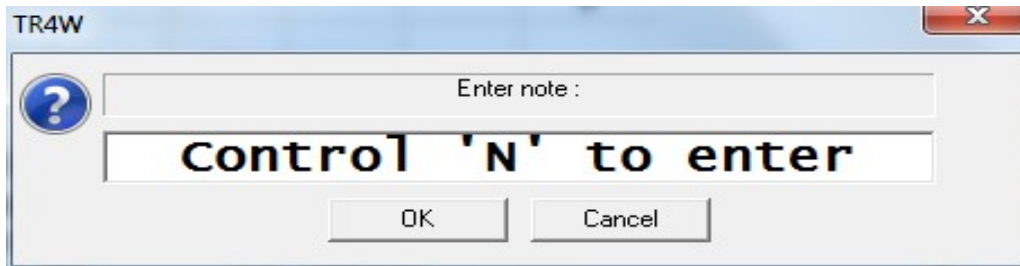 TR4W
Enter note :
Control 'N' to enter
OK Cancel